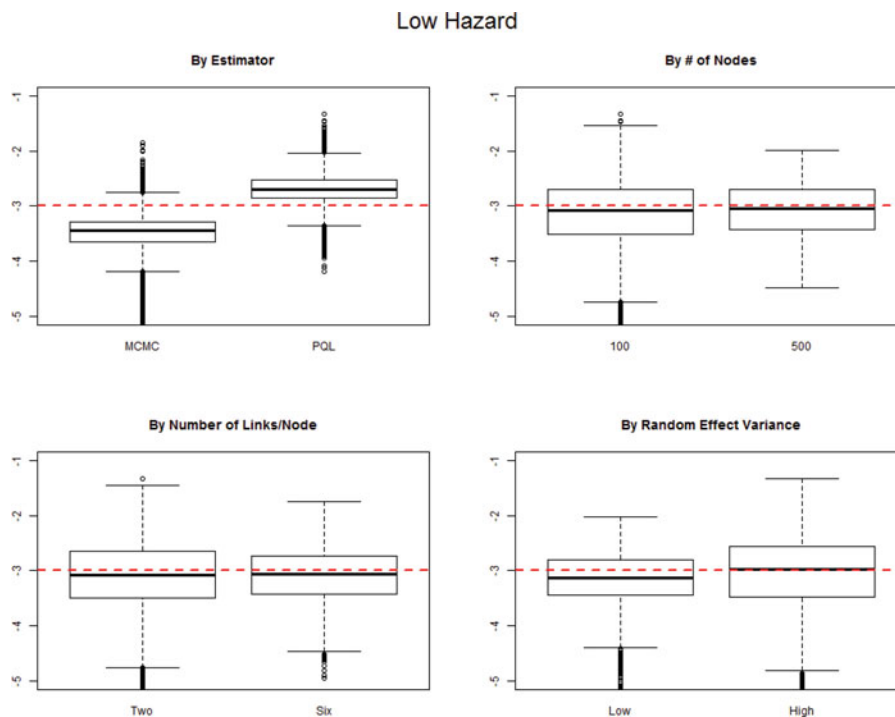 Low Hazard
By Estimator
By # of Nodes
-1
-2
-3
-4
-5
MCMC
PQL
-1
-2
-3
-4
-5
100
500
By Number of Links/Node
By Random Effect Variance
-1
-2
-3
-4
-5
Two
Six
-1
-2
-3
-4
-5
Low
High